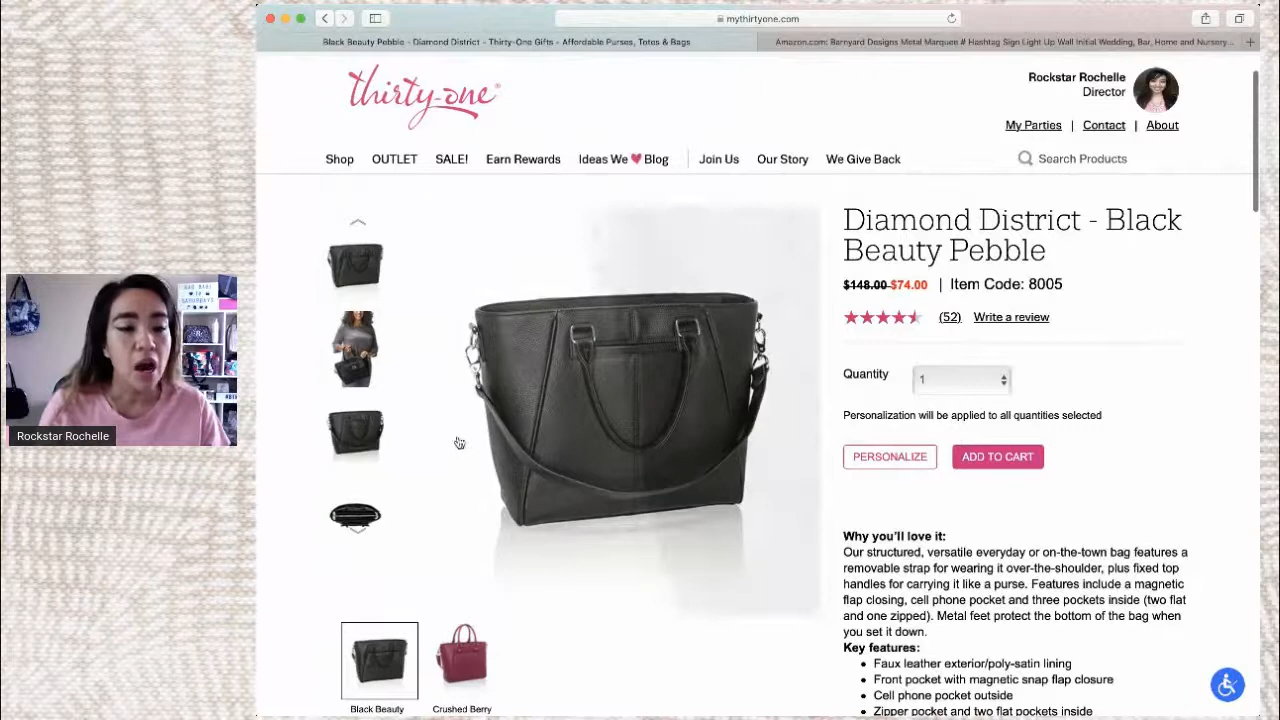 mythirtyone.com
Black Beauty Pebble - Diamond District - Thirty-One Gifts - Affordable Purses, Totes & Bags
Amazon.com: Barnyard Designs Metal Marquee # Hashtag Sign Light Up Wall Initial Wedding, Bar, Home and Nursery...
thirty-one
Rockstar Rochelle
Director
My Parties | Contact | About
Shop OUTLET SALE! Earn Rewards Ideas We Blog Join Us Our Story We Give Back
Search Products
Diamond District - Black
Beauty Pebble
$148.00 $74.00 | Item Code: 8005
(52) Write a review
Quantity 1
Personalization will be applied to all quantities selected
PERSONALIZE ADD TO CART
Why you'll love it:
Our structured, versatile everyday or on-the-town bag features a
removable strap for wearing it over-the-shoulder, plus fixed top
handles for carrying it like a purse. Features include a magnetic
flap closing, cell phone pocket and three pockets inside (two flat
and one zipped). Metal feet protect the bottom of the bag when
you set it down.
Key features:
Faux leather exterior/poly-satin lining
Front pocket with magnetic snap flap closure
Cell phone pocket outside
Zipper pocket and two flat pockets inside
Black Beauty
Crushed Berry
BAG BABE
SATURDAYS
Rockstar Rochelle